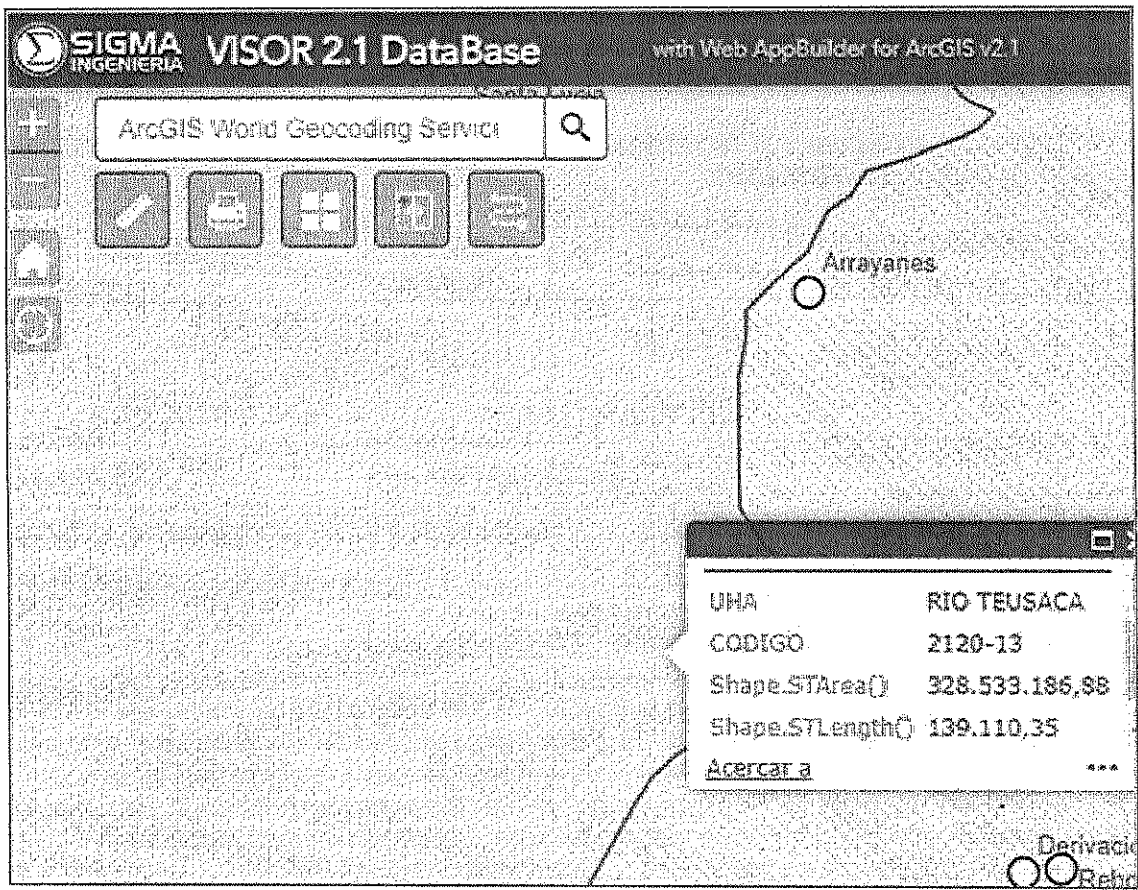 SIGMA
INGENIERIA
VISOR 2.1 DataBase
with Web AppBuilder for ArcGIS v2.1
ArcGIS World Geocoding Servic
Arrayanes
UHA RIO TEUSACA
CODIGO 2120-13
Shape.STArea() 328.533.186,88
Shape.STLength() 139.110,35
Acercar a
Derivacio
Rebo